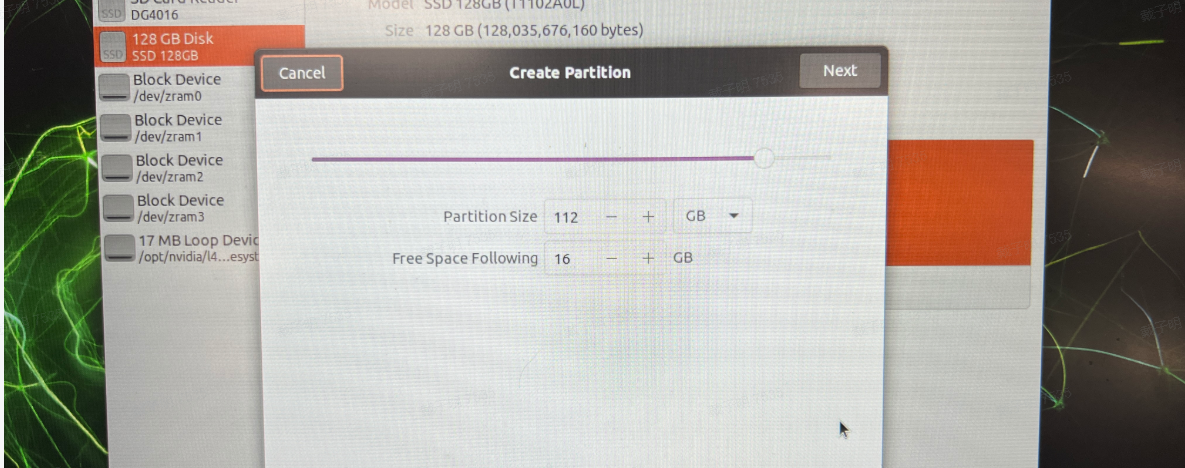 SD Card Reader
DG4016
128 GB Disk
SSD 128GB
Block Device
/dev/zram0
Block Device
/dev/zram1
Block Device
/dev/zram2
Block Device
/dev/zram3
17 MB Loop Devic
/opt/nvidia/l4...esyst
Model SSD 128GB (T1102A0L)
Size 128 GB (128,035,676,160 bytes)
Cancel
Create Partition
Next
Partition Size 112 − + GB
Free Space Following 16 − + GB
SSD
SSD